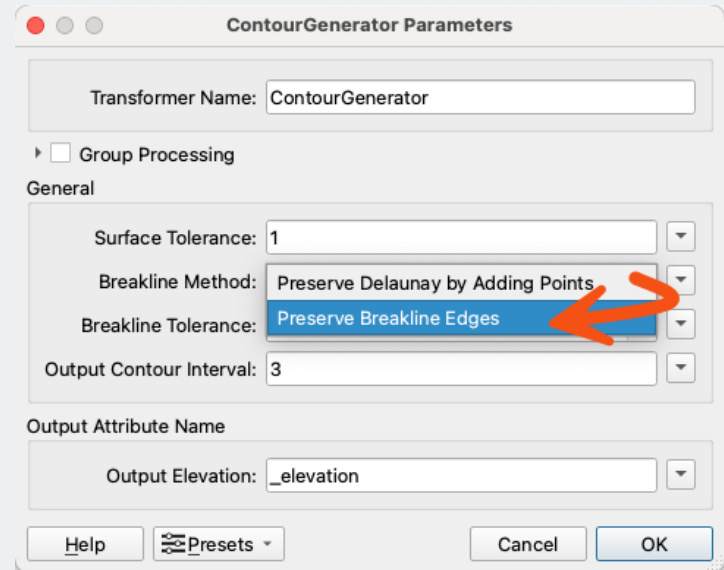 ContourGenerator Parameters
Transformer Name: ContourGenerator
Group Processing
General
Surface Tolerance: 1
Breakline Method: Preserve Delaunay by Adding Points
Breakline Tolerance: Preserve Breakline Edges
Output Contour Interval: 3
Output Attribute Name
Output Elevation: _elevation
Help Presets Cancel OK